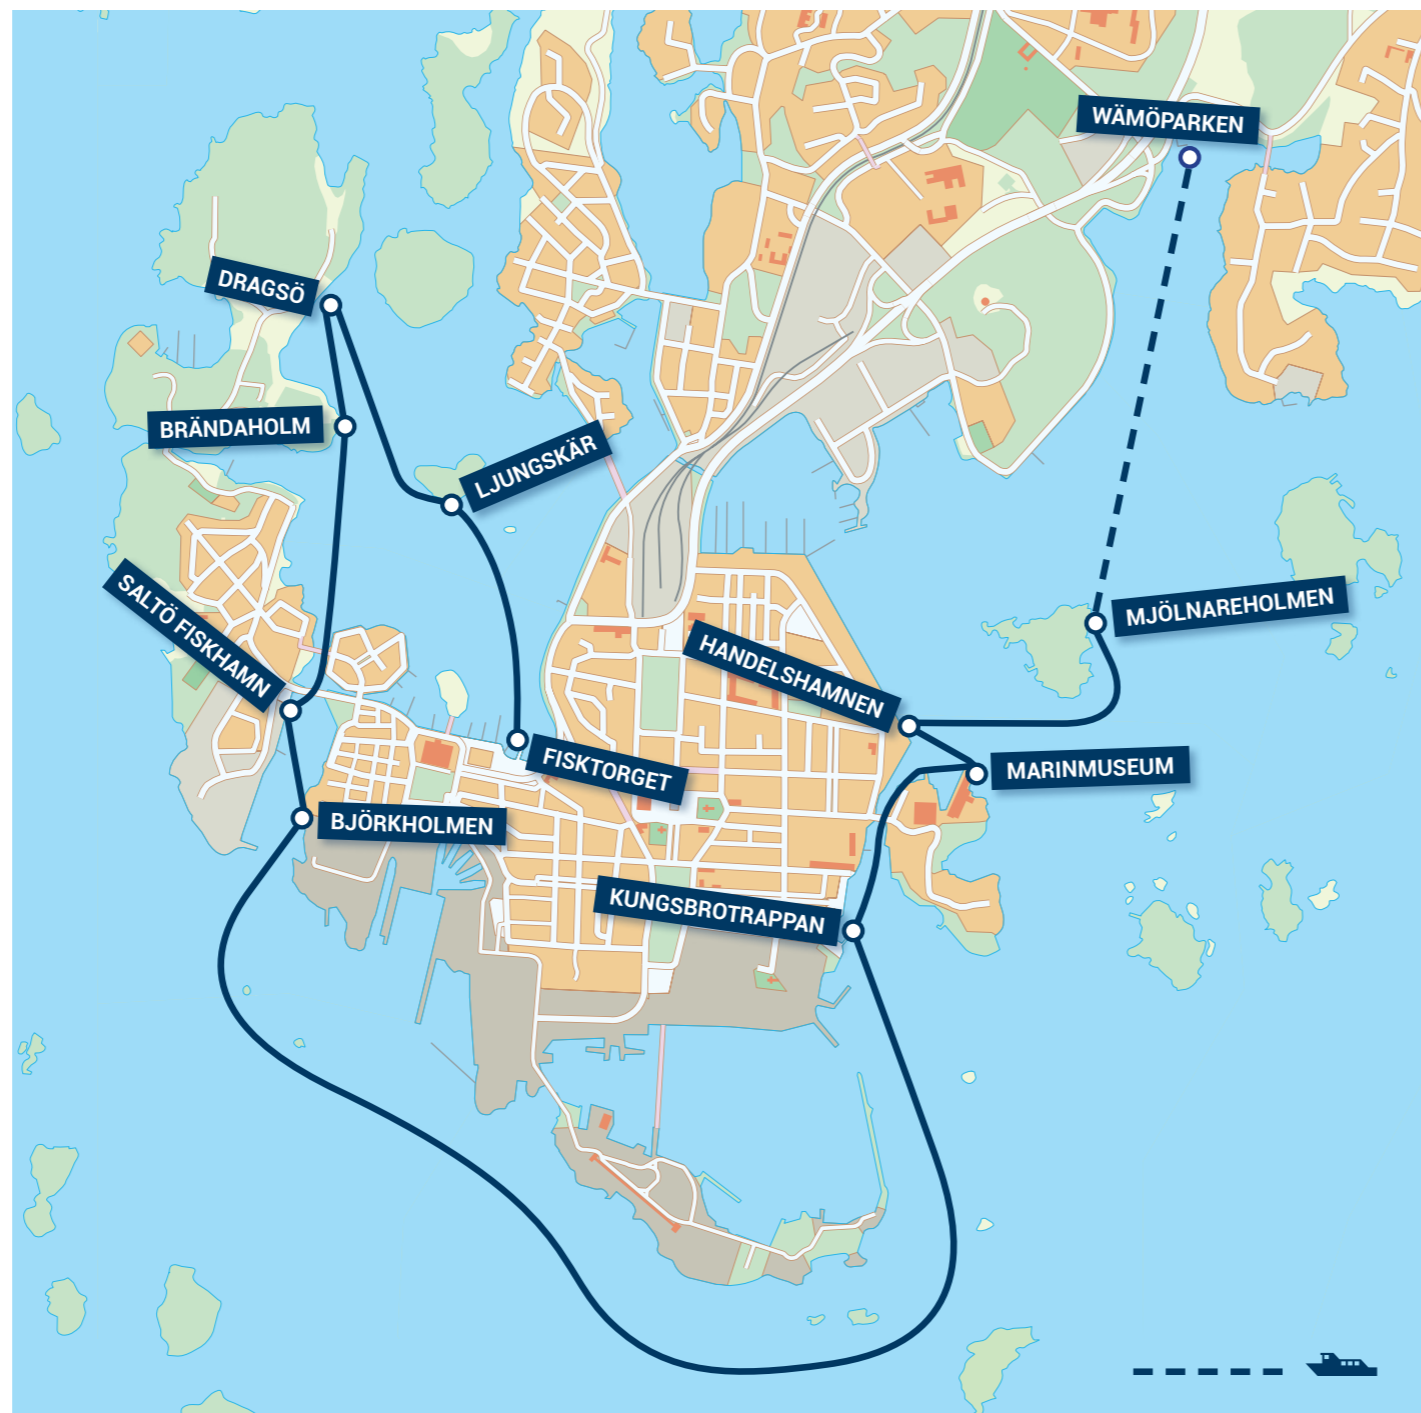 WÄMÖPARKEN
DRAGSÖ
BRÄNDAHOLM
LJUNGSKÄR
SALTÖ FISKHAMN
MJÖLNAREHOLMEN
HANDELSHAMNEN
FISKTORGET
MARINMUSEUM
BJÖRKHOLMEN
KUNGSBROTRAPPAN